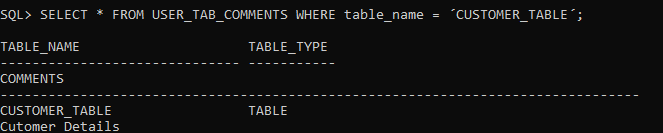 SQL> SELECT * FROM USER_TAB_COMMENTS WHERE table_name = ´CUSTOMER_TABLE´;
TABLE_NAME                     TABLE_TYPE
------------------------------ -----------
COMMENTS
--------------------------------------------------------------------------------
CUSTOMER_TABLE                 TABLE
Cutomer Details